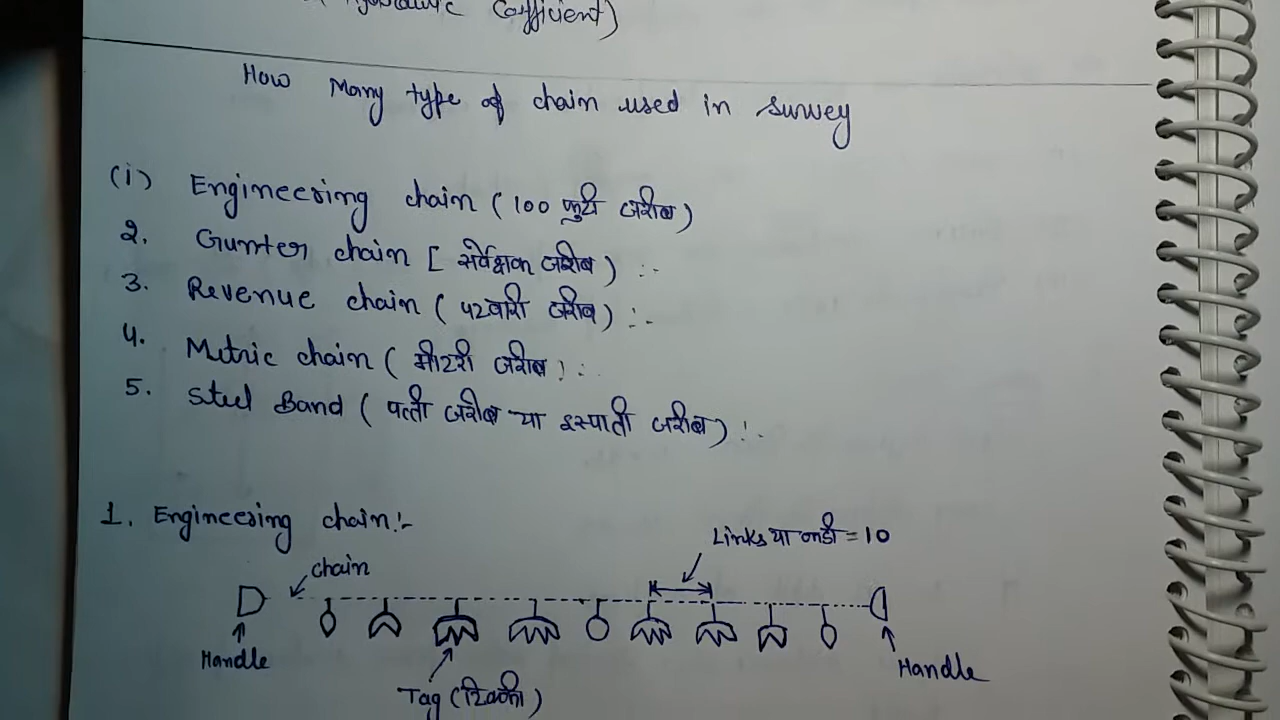 Coefficient)
How Many type of chain used in survey
(i) Engineering chain (100 फुटी जरीब)
2. Gunter chain [ सर्वेक्षक जरीब) :-
3. Revenue chain ( पटवारी जरीब) :-
4. Metric chain ( मीटरी जरीब ) :
5. Steel Band ( पत्ती जरीब या इस्पाती जरीब) :-
1. Engineering chain:-
Links या कडी = 10
chain
Handle
Handle
Tag (टिक्की)